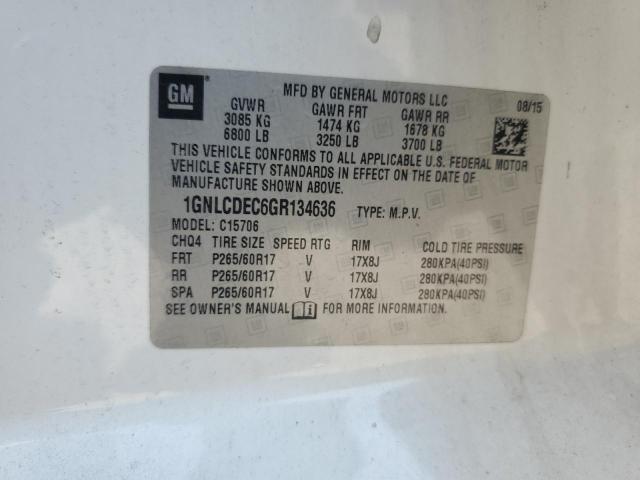 GM
MFD BY GENERAL MOTORS LLC 08/15
GVWR GAWR FRT GAWR RR
3085 KG 1474 KG 1678 KG
6800 LB 3250 LB 3700 LB
THIS VEHICLE CONFORMS TO ALL APPLICABLE U.S. FEDERAL MOTOR
VEHICLE SAFETY STANDARDS IN EFFECT ON THE DATE OF
MANUFACTURE SHOWN ABOVE.
1GNLCDEC6GR134636 TYPE: M.P.V.
MODEL: C15706
CHQ4 TIRE SIZE SPEED RTG RIM COLD TIRE PRESSURE
FRT P265/60R17 V 17X8J 280KPA(40PSI)
RR P265/60R17 V 17X8J 280KPA(40PSI)
SPA P265/60R17 V 17X8J 280KPA(40PSI)
SEE OWNER'S MANUAL i FOR MORE INFORMATION.